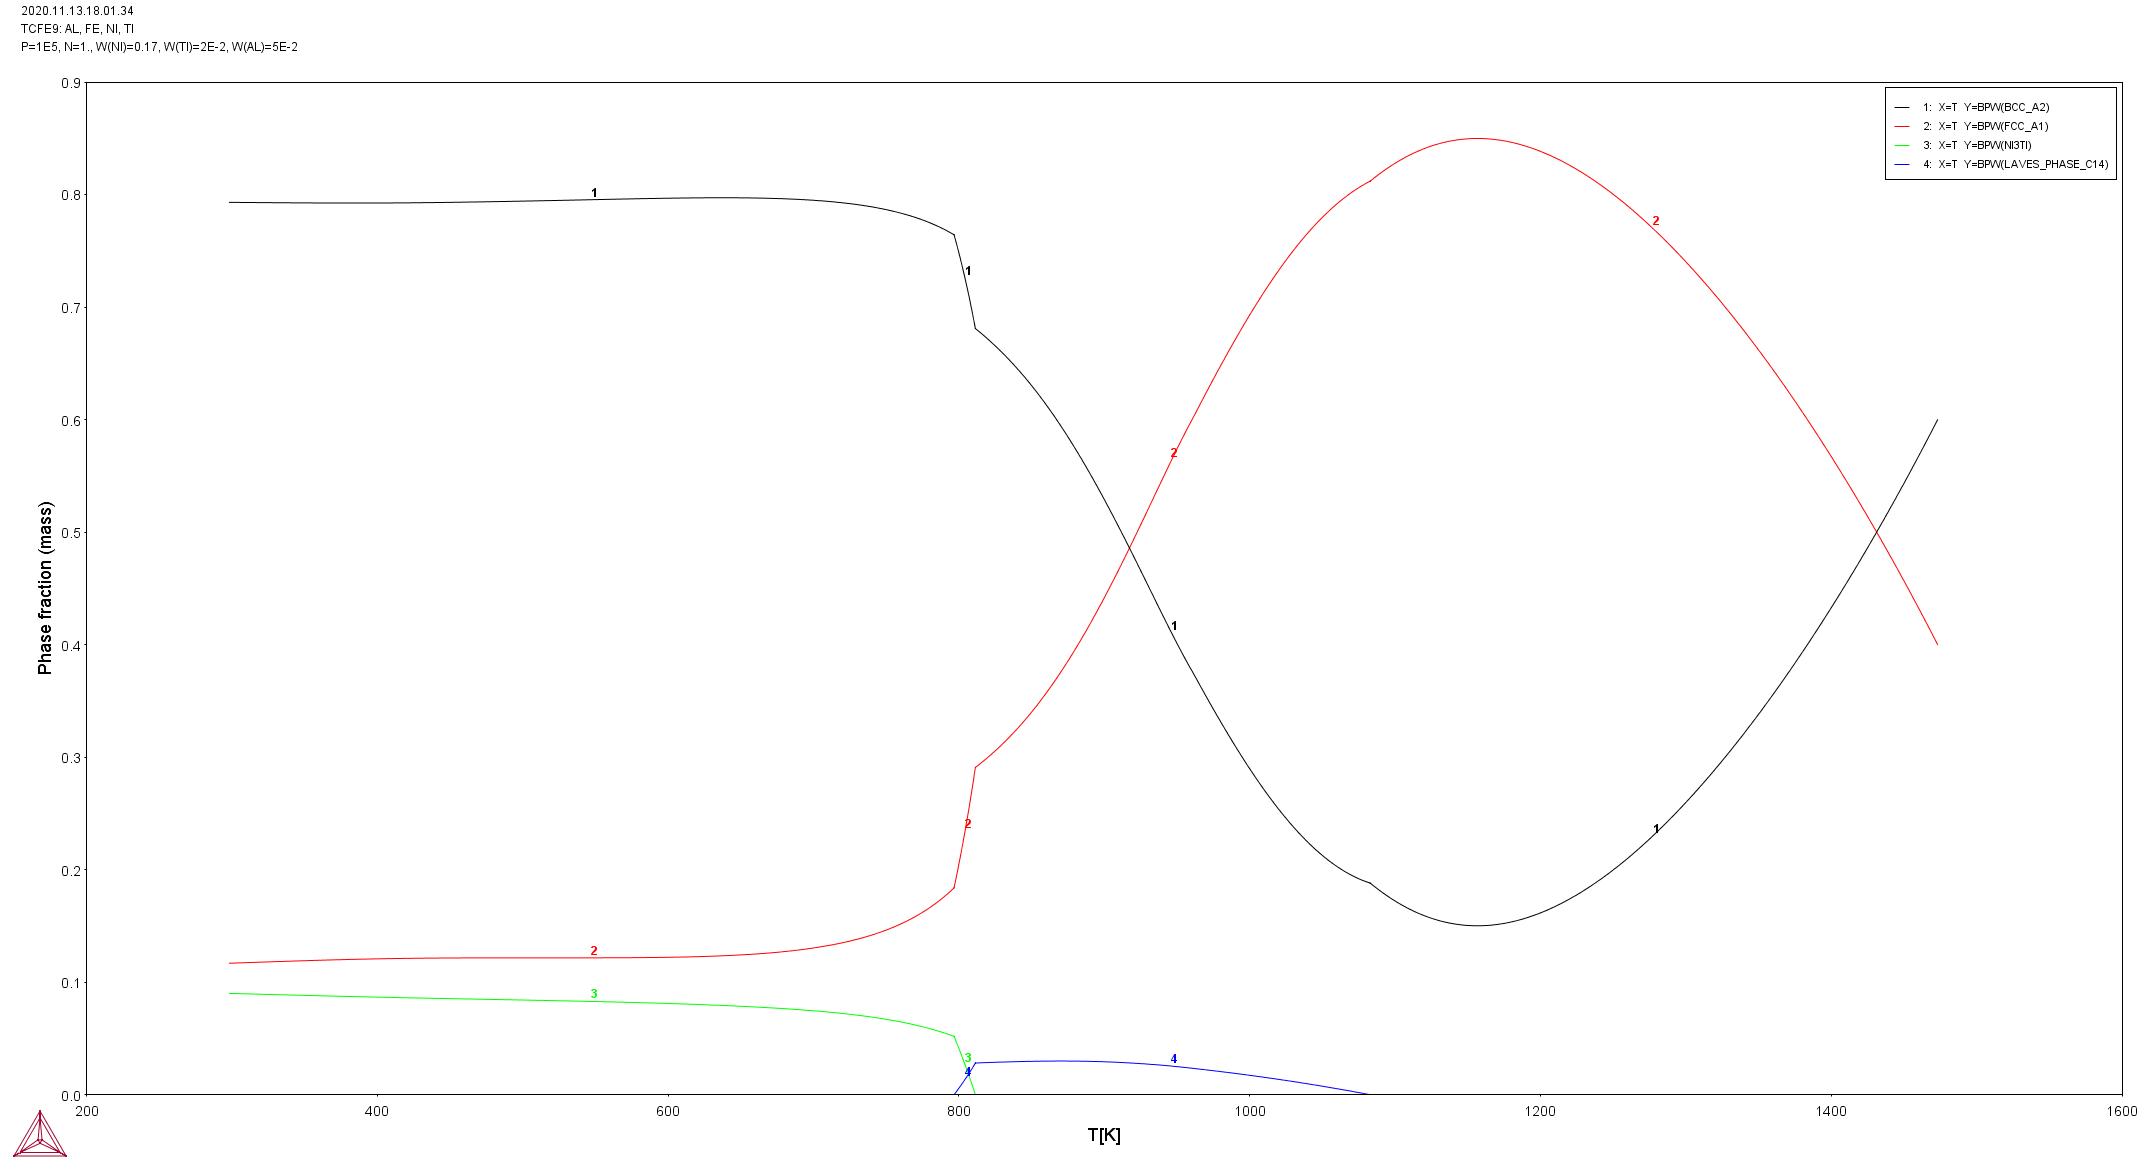 2020.11.13.18.01.34
TCFE9: AL, FE, NI, TI
P=1E5, N=1., W(NI)=0.17, W(TI)=2E-2, W(AL)=5E-2
1: X=T Y=BPW(BCC_A2)
2: X=T Y=BPW(FCC_A1)
3: X=T Y=BPW(NI3TI)
4: X=T Y=BPW(LAVES_PHASE_C14)
Phase fraction (mass)
0.9
0.8
0.7
0.6
0.5
0.4
0.3
0.2
0.1
0.0
1
1
2
2
1
2
1
2
3
3
4
4
200 400 600 800 1000 1200 1400 1600
T[K]